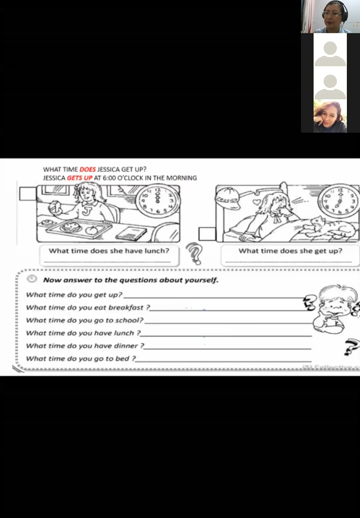 WHAT TIME DOES JESSICA GET UP?
JESSICA GETS UP AT 6:00 O'CLOCK IN THE MORNING
What time does she have lunch?
What time does she get up?
Now answer to the questions about yourself.
What time do you get up?
What time do you eat breakfast ?
What time do you go to school?
What time do you have lunch ?
What time do you have dinner ?
What time do you go to bed ?